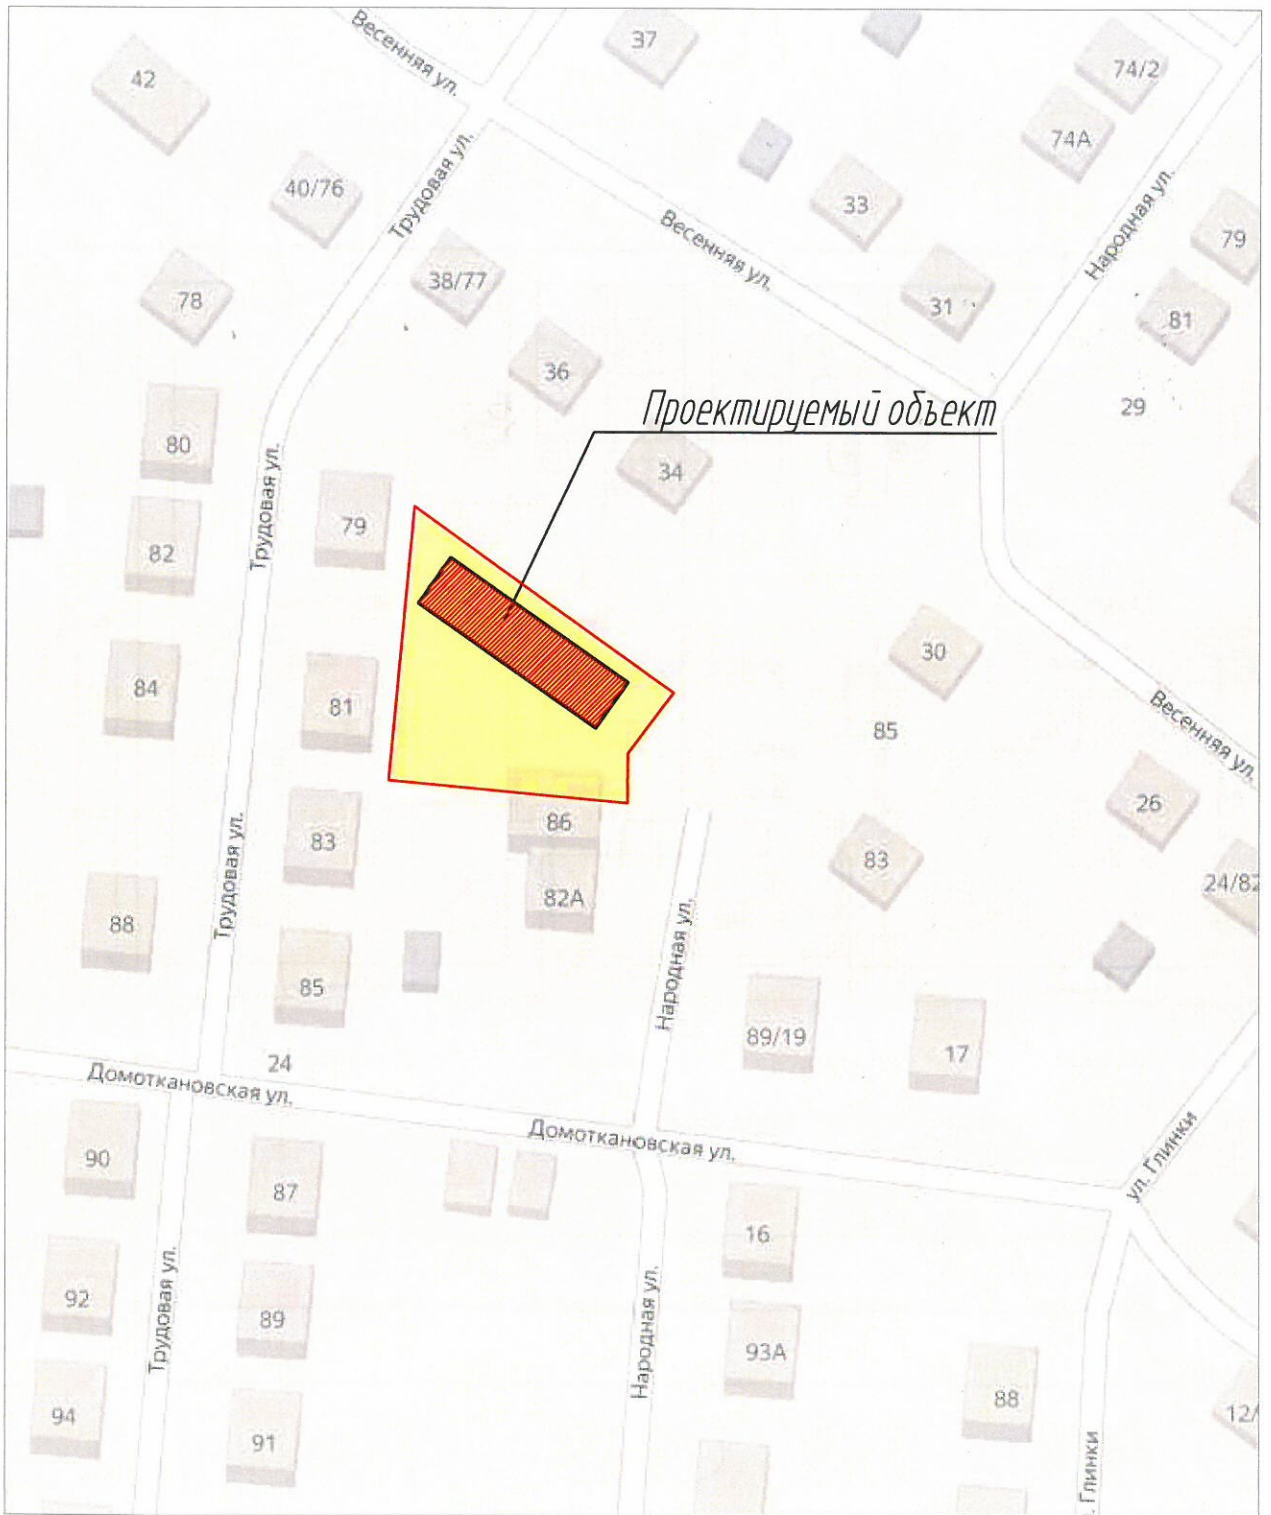 Весенняя ул.
37
42
74/2
74А
Трудовая ул.
40/76
33
Народная ул.
Весенняя ул.
79
38/77
78
31
81
36
29
Проектируемый объект
80
34
Трудовая ул.
79
82
30
84
81
85
Весенняя ул.
26
86
83
83
Трудовая ул.
24/82
82А
88
Народная ул.
85
89/19
17
24
Домоткановская ул.
Домоткановская ул.
ул. Глинки
90
87
16
92
Трудовая ул.
89
Народная ул.
93А
88
94
91
12/
. Глинки